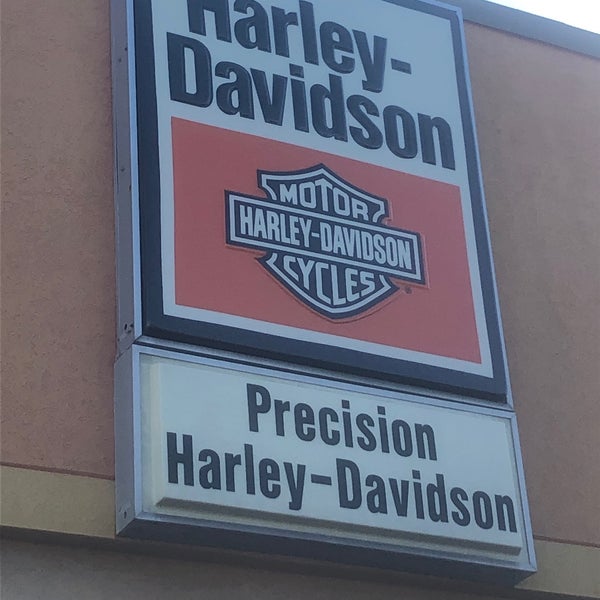 Harley-
Davidson
MOTOR
HARLEY-DAVIDSON
CYCLES
Precision
Harley-Davidson